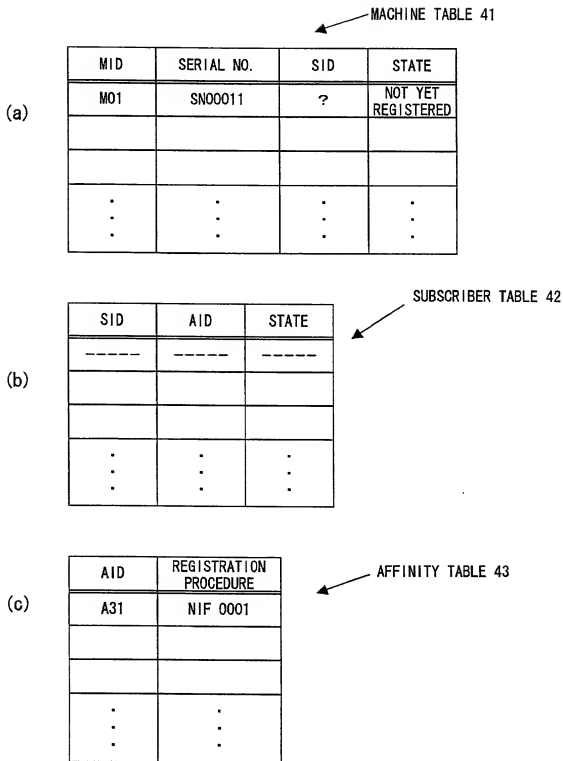 MACHINE TABLE 41
(a)
MID SERIAL NO. SID STATE
M01 SN00011 ? NOT YET REGISTERED
SUBSCRIBER TABLE 42
(b)
SID AID STATE
----- ----- -----
AFFINITY TABLE 43
(c)
AID REGISTRATION PROCEDURE
A31 NIF 0001